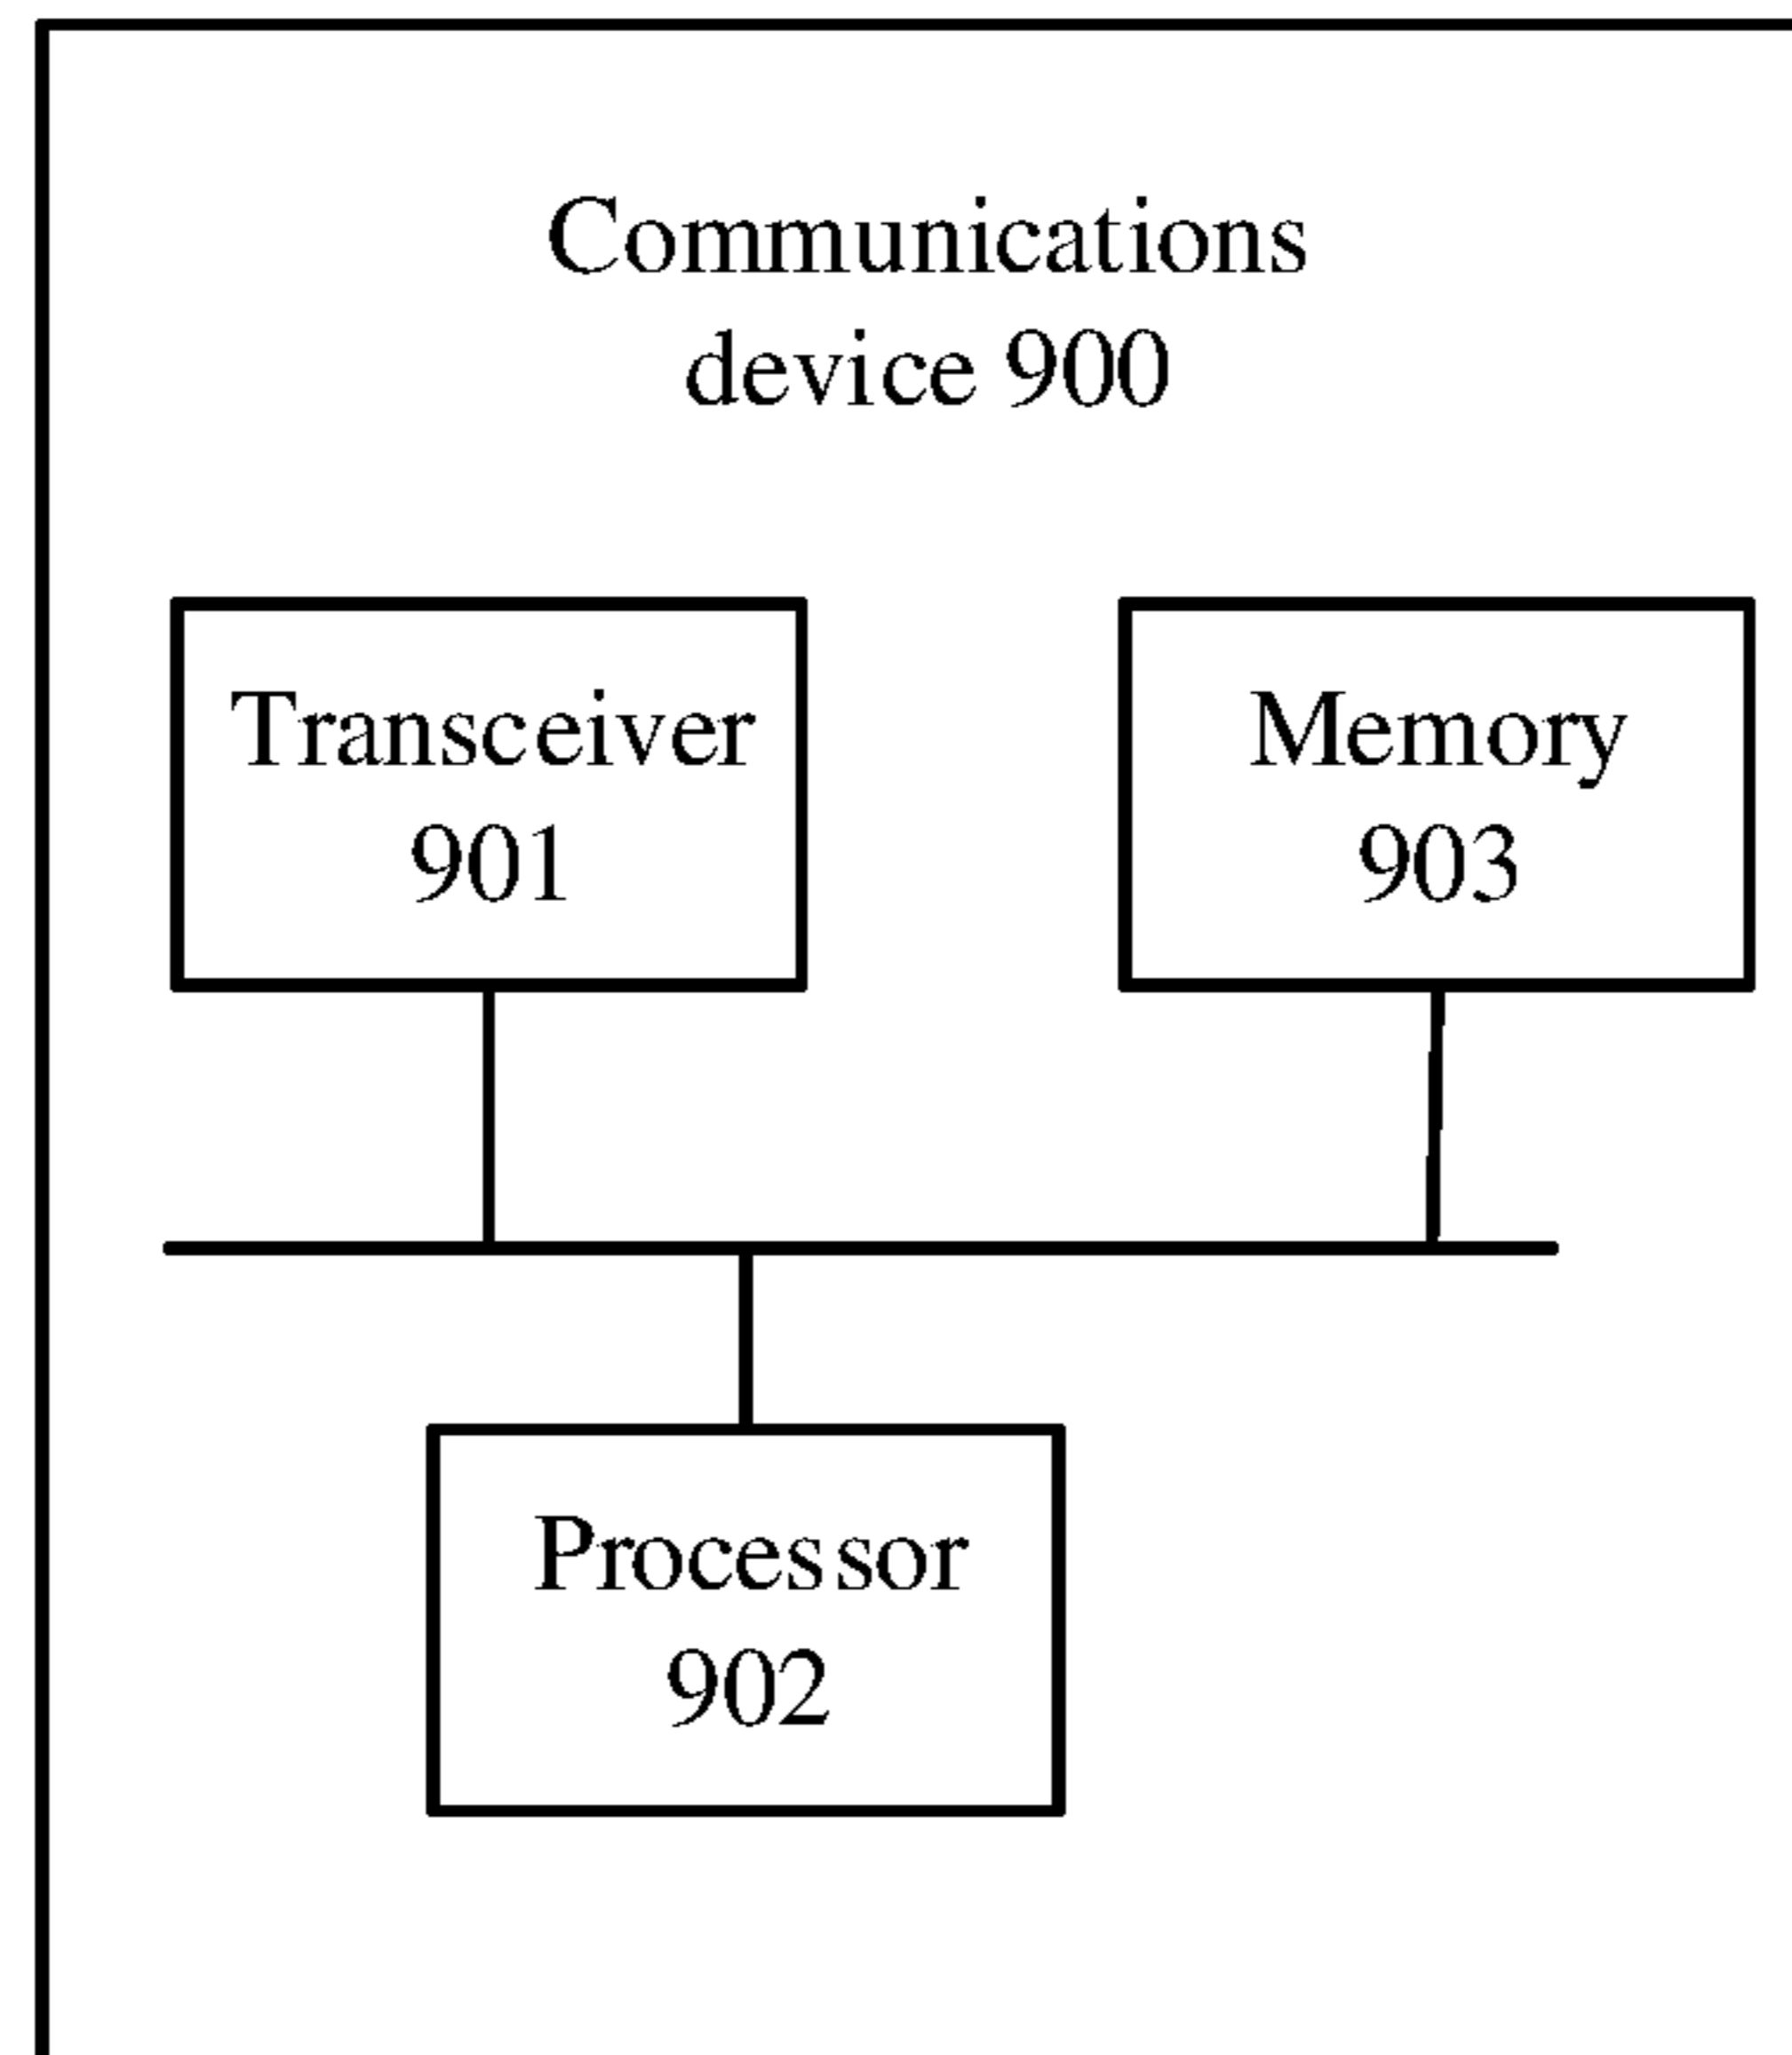 Communications
device 900
Transceiver
901
Memory
903
Processor
902